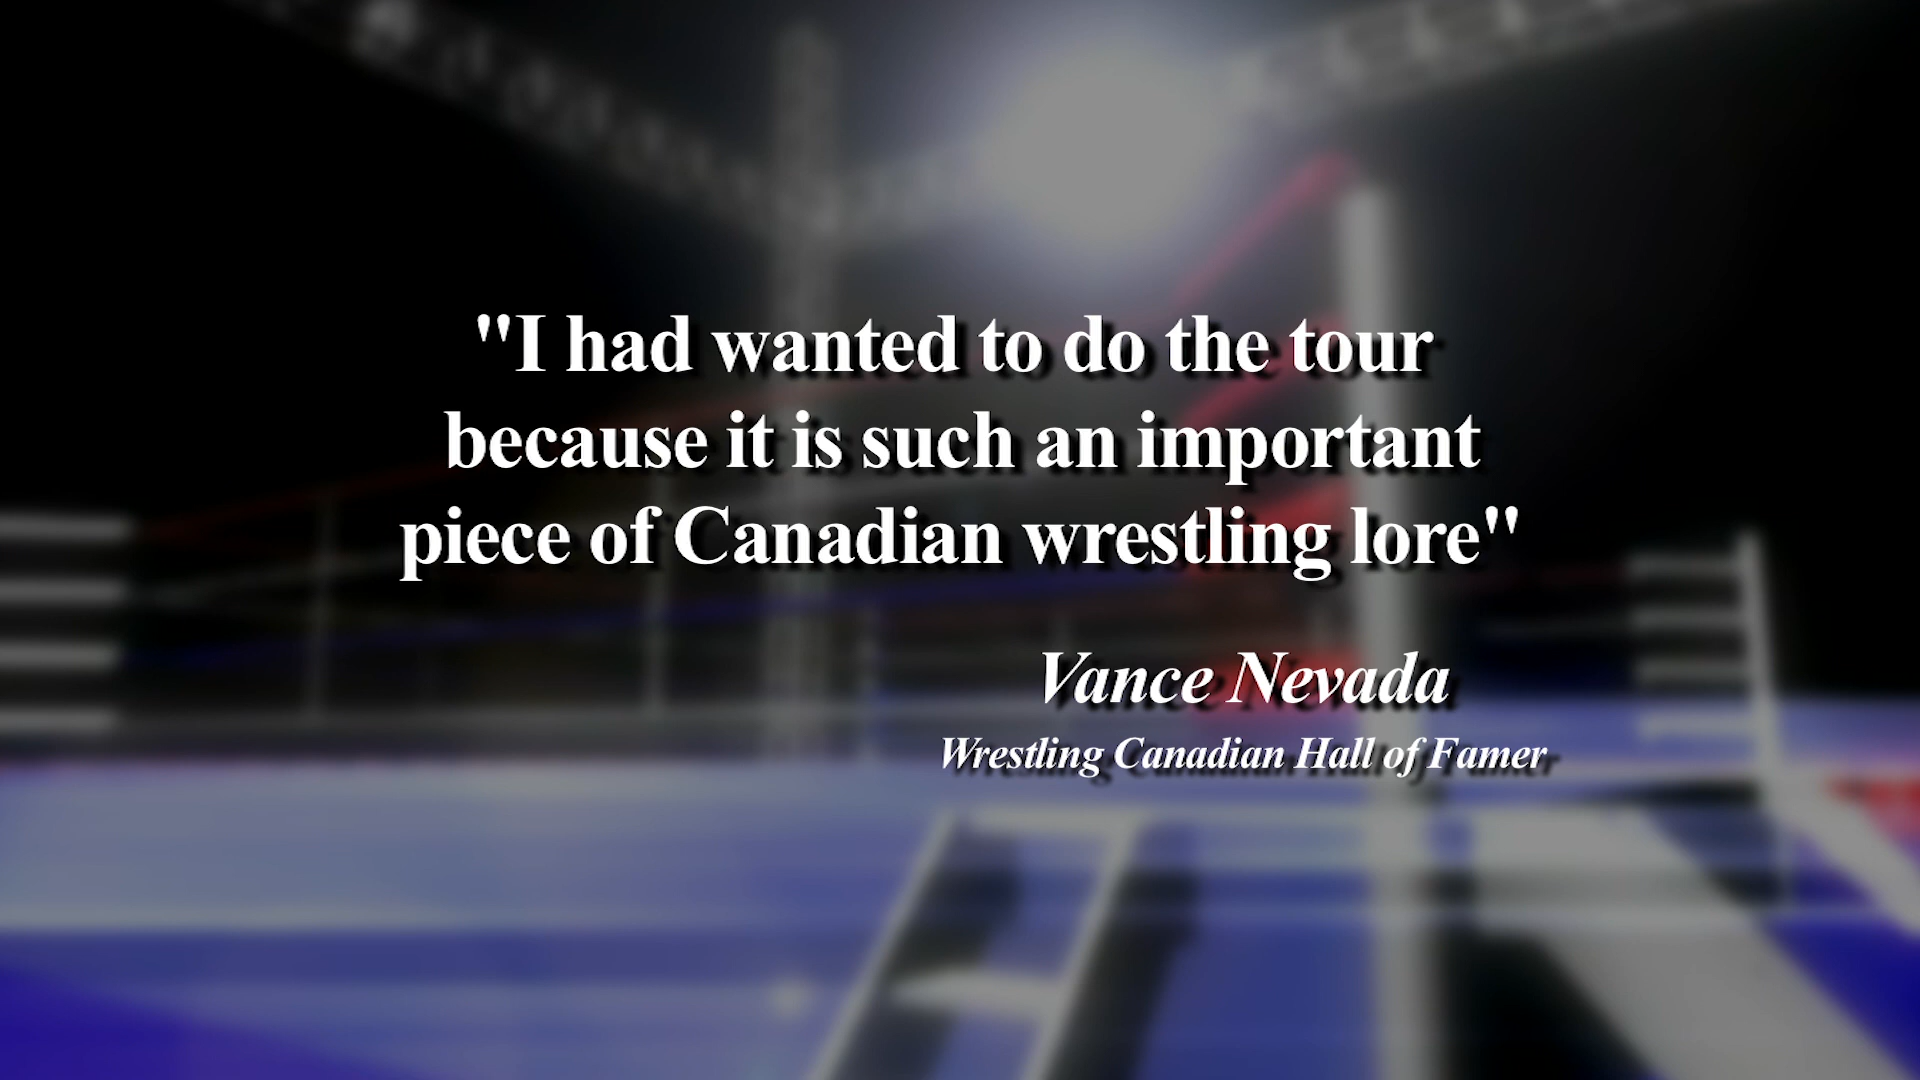 "I had wanted to do the tour
because it is such an important
piece of Canadian wrestling lore"
Vance Nevada
Wrestling Canadian Hall of Famer